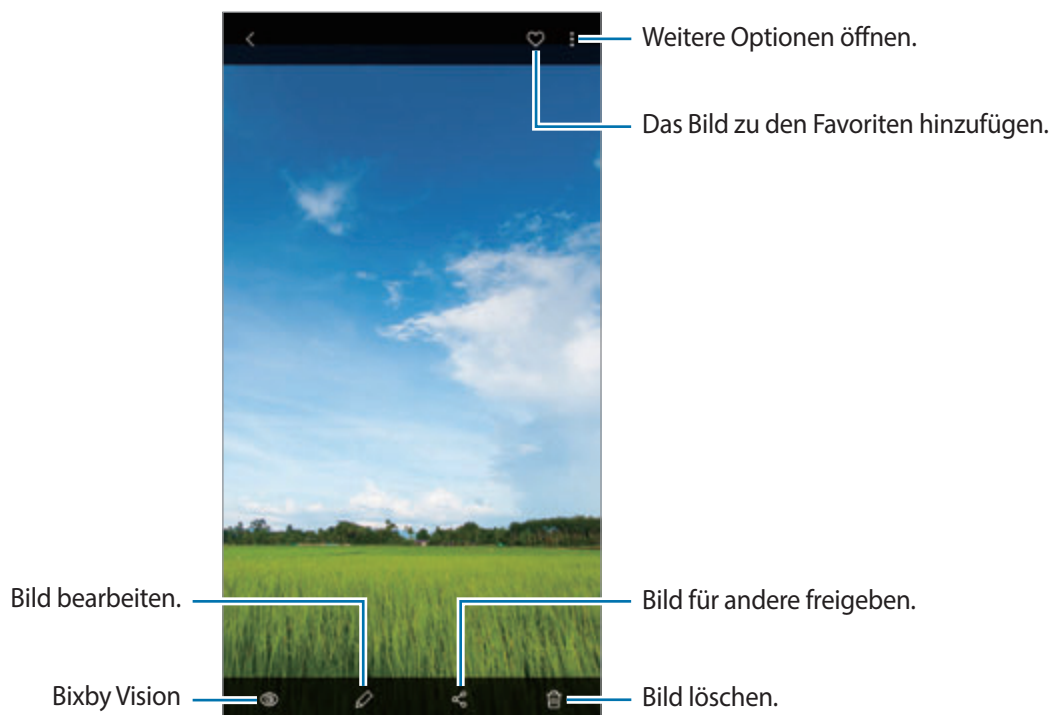 Weitere Optionen öffnen.
Das Bild zu den Favoriten hinzufügen.
Bild bearbeiten.
Bild für andere freigeben.
Bixby Vision
Bild löschen.